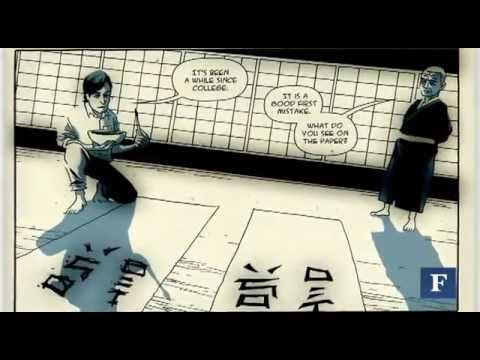 IT'S BEEN
A WHILE SINCE
COLLEGE.
IT IS A
GOOD FIRST
MISTAKE.
WHAT DO
YOU SEE ON
THE PAPER?
F